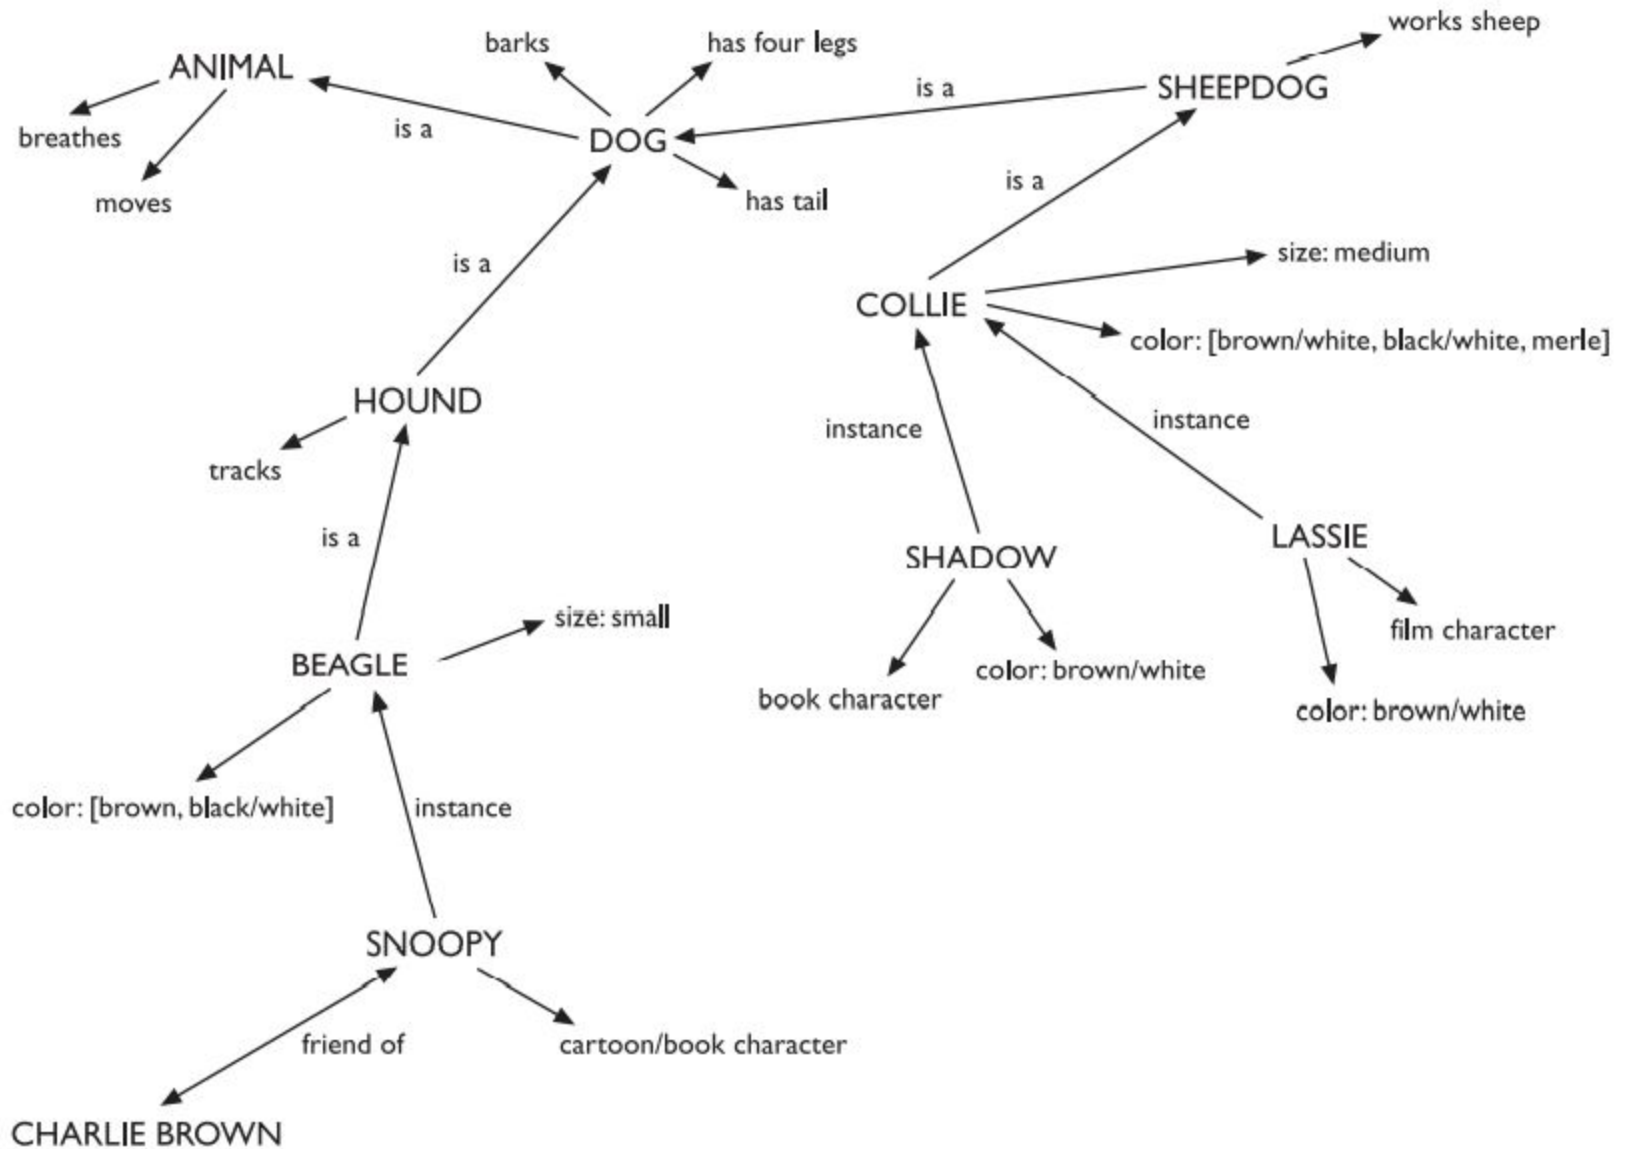 works sheep
barks
has four legs
ANIMAL
is a
SHEEPDOG
breathes
is a
DOG
moves
has tail
is a
is a
size: medium
COLLIE
color: [brown/white, black/white, merle]
HOUND
instance
instance
tracks
is a
LASSIE
SHADOW
size: small
film character
BEAGLE
color: brown/white
book character
color: brown/white
color: [brown, black/white]
instance
SNOOPY
friend of
cartoon/book character
CHARLIE BROWN